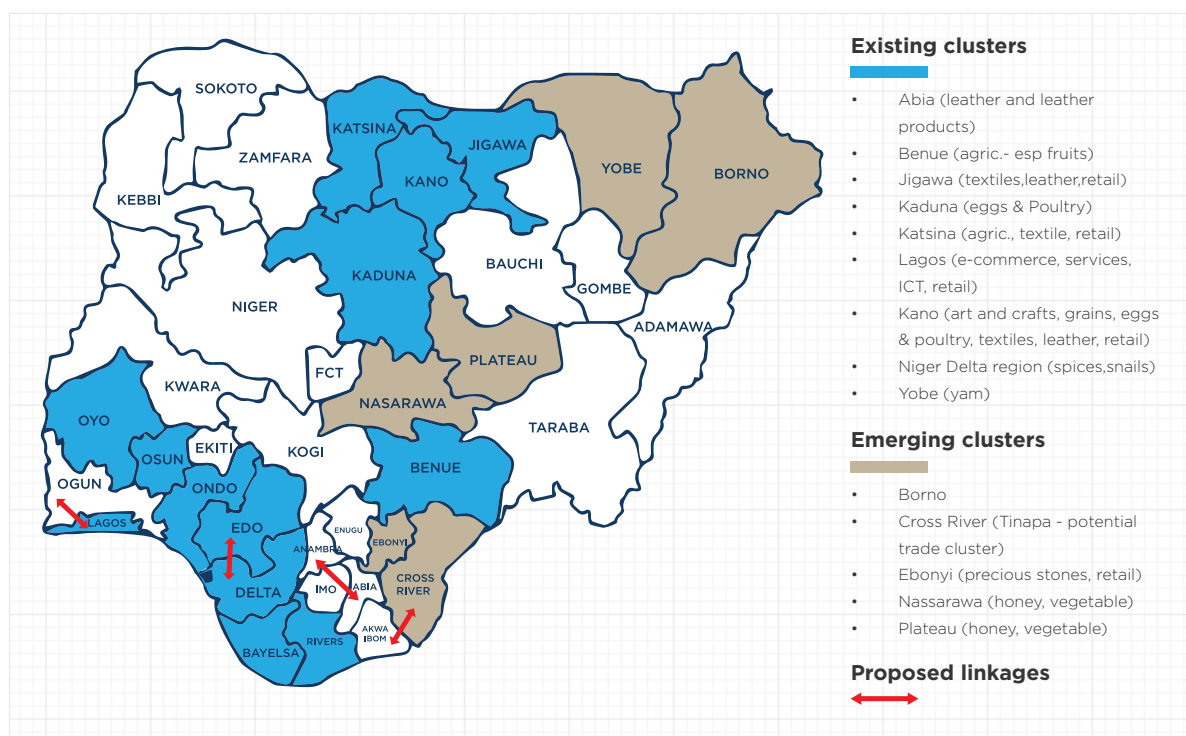 SOKOTO
KATSINA
JIGAWA
ZAMFARA
YOBE
BORNO
KANO
KEBBI
BAUCHI
KADUNA
GOMBE
NIGER
ADAMAWA
PLATEAU
FCT
KWARA
NASARAWA
OYO
TARABA
EKITI
KOGI
OSUN
BENUE
OGUN
ONDO
LAGOS
EDO
ENUGU
EBONYI
ANAMBRA
CROSS
RIVER
IMO
ABIA
DELTA
AKWA
IBOM
RIVERS
BAYELSA
Existing clusters
• Abia (leather and leather
products)
• Benue (agric.- esp fruits)
• Jigawa (textiles,leather,retail)
• Kaduna (eggs & Poultry)
• Katsina (agric., textile, retail)
• Lagos (e-commerce, services,
ICT, retail)
• Kano (art and crafts, grains, eggs
& poultry, textiles, leather, retail)
• Niger Delta region (spices,snails)
• Yobe (yam)
Emerging clusters
• Borno
• Cross River (Tinapa - potential
trade cluster)
• Ebonyi (precious stones, retail)
• Nassarawa (honey, vegetable)
• Plateau (honey, vegetable)
Proposed linkages